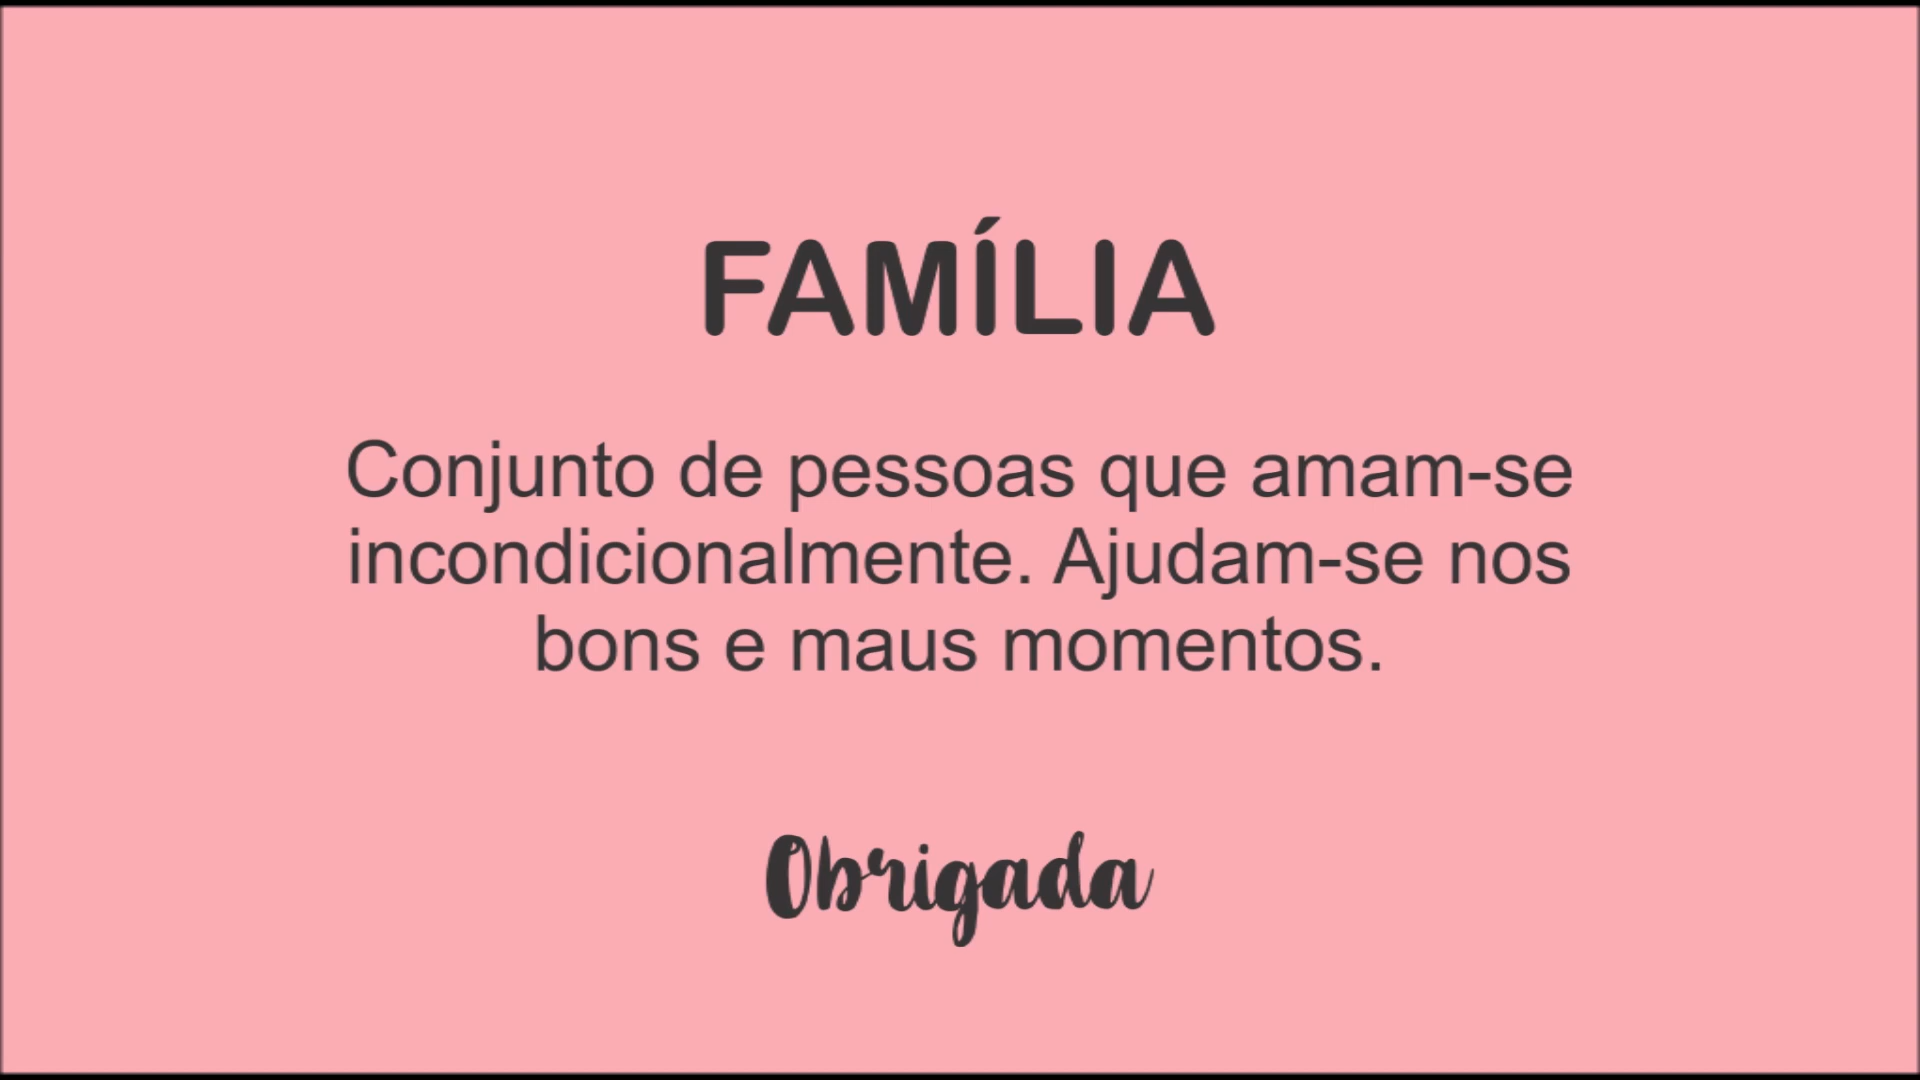 FAMÍLIA
Conjunto de pessoas que amam-se
incondicionalmente. Ajudam-se nos
bons e maus momentos.
Obrigada